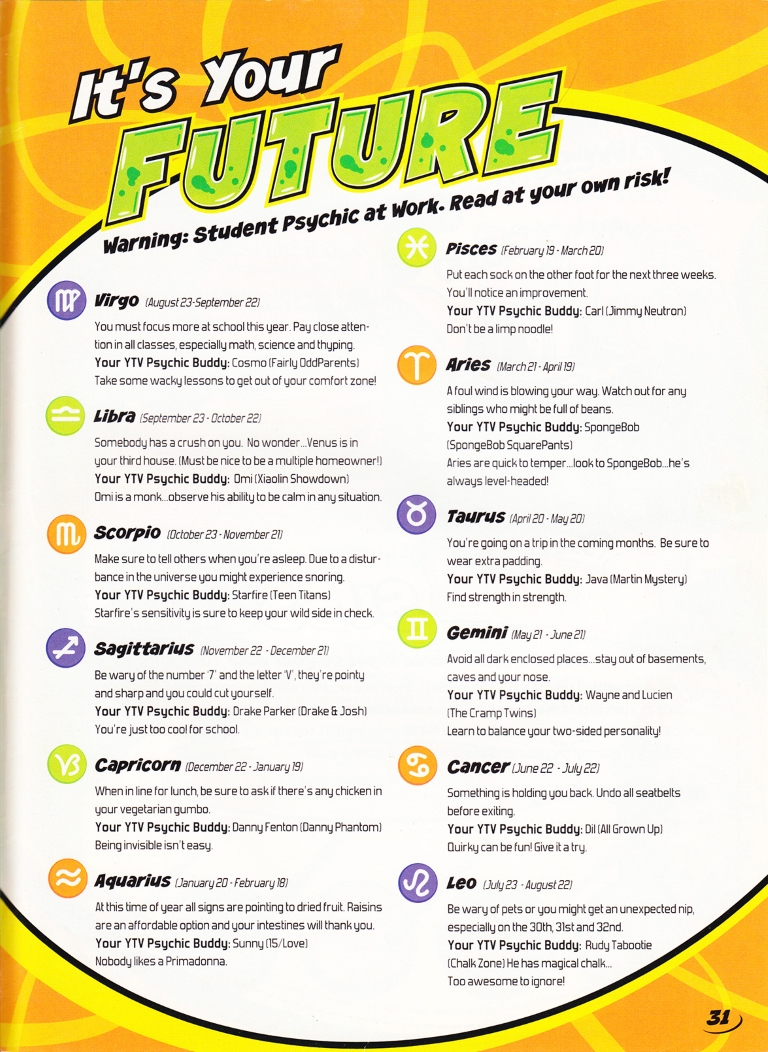 It's Your
FUTURE
Warning: Student Psychic at Work. Read at your own risk!
Virgo (August 23-September 22)
You must focus more at school this year. Pay close atten-
tion in all classes, especially math, science and thyping.
Your YTV Psychic Buddy: Cosmo (Fairly OddParents)
Take some wacky lessons to get out of your comfort zone!
Libra (September 23 - October 22)
Somebody has a crush on you. No wonder...Venus is in
your third house. (Must be nice to be a multiple homeowner!)
Your YTV Psychic Buddy: Omi (Xiaolin Showdown)
Omi is a monk...observe his ability to be calm in any situation.
Scorpio (October 23 - November 21)
Make sure to tell others when you're asleep. Due to a distur-
bance in the universe you might experience snoring.
Your YTV Psychic Buddy: Starfire (Teen Titans)
Starfire's sensitivity is sure to keep your wild side in check.
Sagittarius (November 22 - December 21)
Be wary of the number '7' and the letter 'V', they're pointy
and sharp and you could cut yourself.
Your YTV Psychic Buddy: Drake Parker (Drake & Josh)
You're just too cool for school.
Capricorn (December 22 - January 19)
When in line for lunch, be sure to ask if there's any chicken in
your vegetarian gumbo.
Your YTV Psychic Buddy: Danny Fenton (Danny Phantom)
Being invisible isn't easy.
Aquarius (January 20 - February 18)
At this time of year all signs are pointing to dried fruit. Raisins
are an affordable option and your intestines will thank you.
Your YTV Psychic Buddy: Sunny (15/Love)
Nobody likes a Primadonna.
Pisces (February 19 - March 20)
Put each sock on the other foot for the next three weeks.
You'll notice an improvement.
Your YTV Psychic Buddy: Carl (Jimmy Neutron)
Don't be a limp noodle!
Aries (March 21 - April 19)
A foul wind is blowing your way. Watch out for any
siblings who might be full of beans.
Your YTV Psychic Buddy: SpongeBob
(SpongeBob SquarePants)
Aries are quick to temper...look to SpongeBob...he's
always level-headed!
Taurus (April 20 - May 20)
You're going on a trip in the coming months. Be sure to
wear extra padding.
Your YTV Psychic Buddy: Java (Martin Mystery)
Find strength in strength.
Gemini (May 21 - June 21)
Avoid all dark enclosed places...stay out of basements,
caves and your nose.
Your YTV Psychic Buddy: Wayne and Lucien
(The Cramp Twins)
Learn to balance your two-sided personality!
Cancer (June 22 - July 22)
Something is holding you back. Undo all seatbelts
before exiting.
Your YTV Psychic Buddy: Dil (All Grown Up)
Quirky can be fun! Give it a try.
Leo (July 23 - August 22)
Be wary of pets or you might get an unexpected nip,
especially on the 30th, 31st and 32nd.
Your YTV Psychic Buddy: Rudy Tabootie
(Chalk Zone) He has magical chalk...
Too awesome to ignore!
31